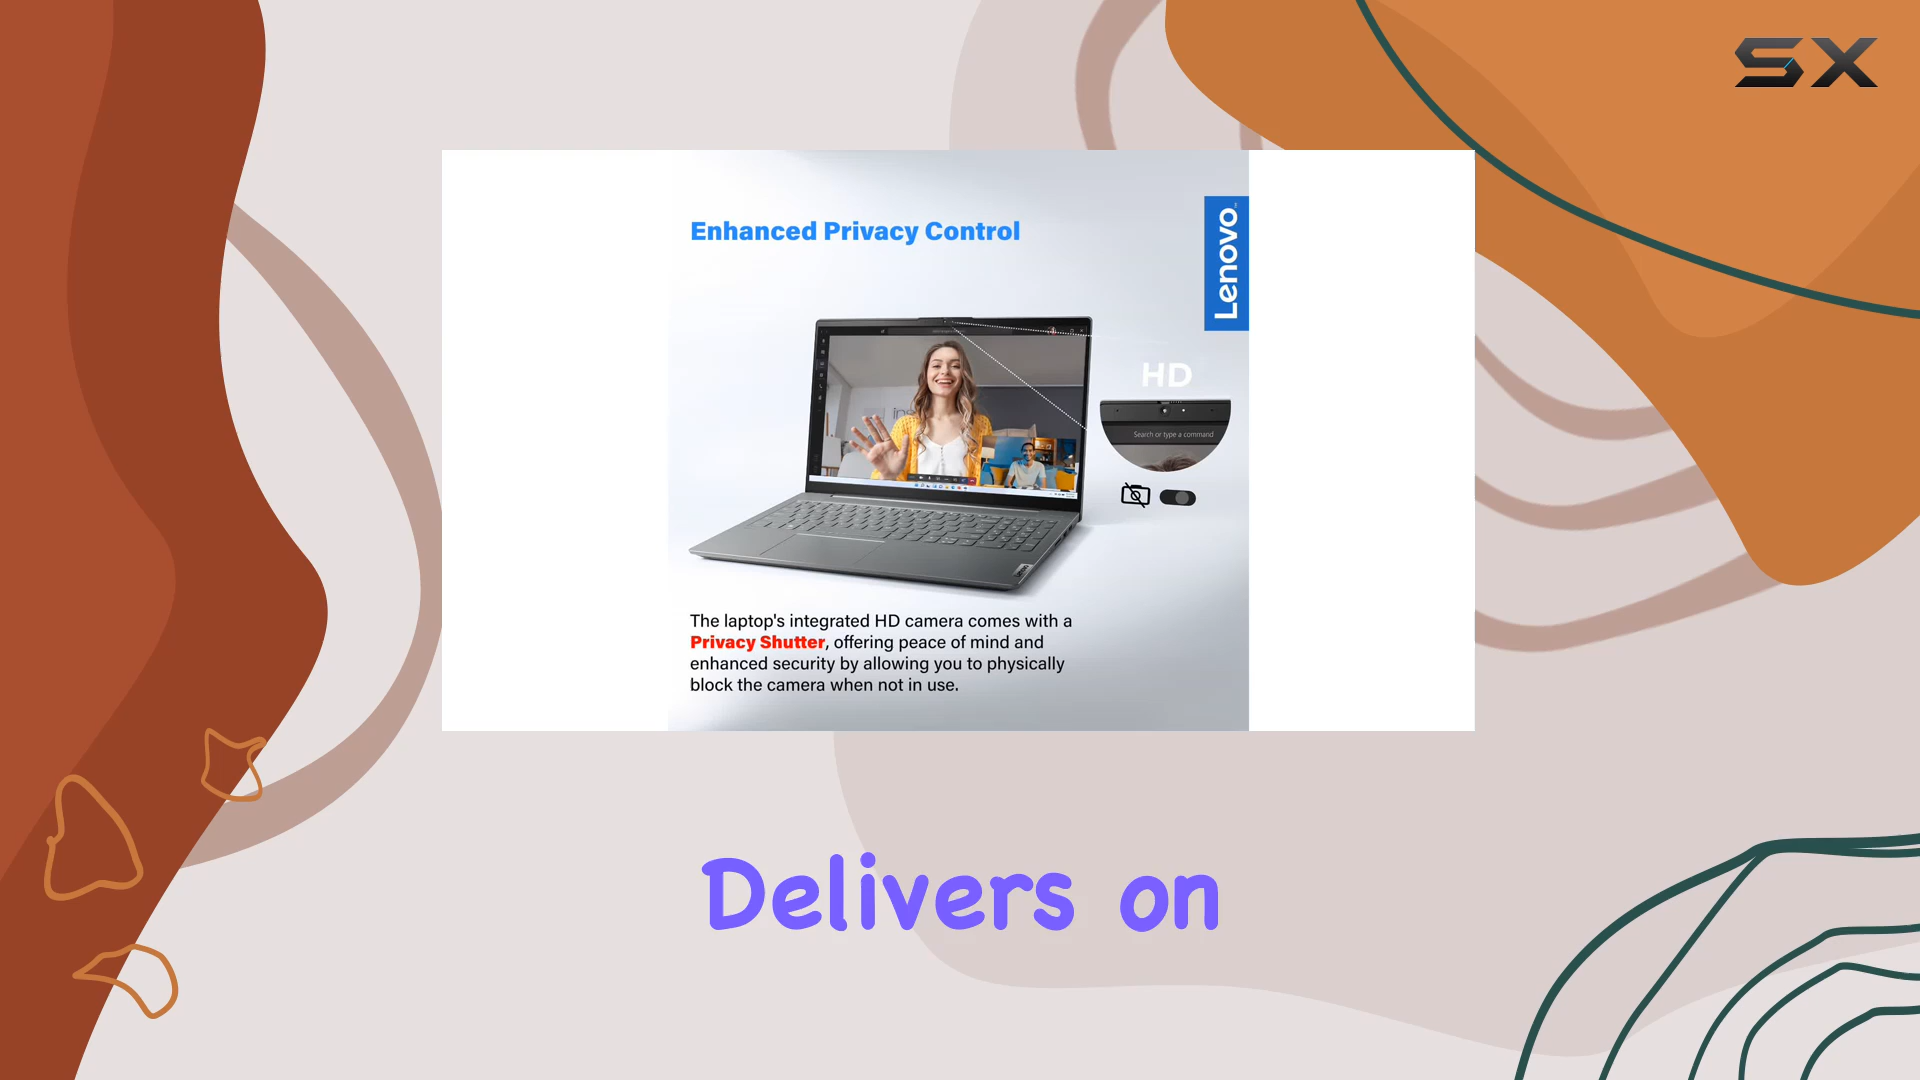 SX
Enhanced Privacy Control
Lenovo
HD
Search or type a command
The laptop's integrated HD camera comes with a
Privacy Shutter, offering peace of mind and
enhanced security by allowing you to physically
block the camera when not in use.
Delivers on